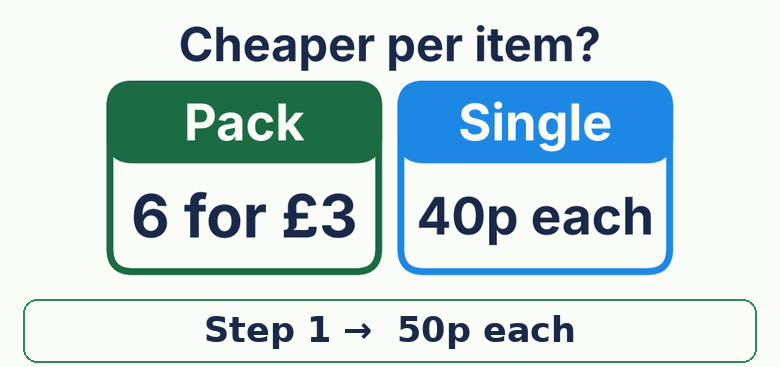 Cheaper per item?
Pack
6 for £3
Single
40p each
Step 1 → 50p each